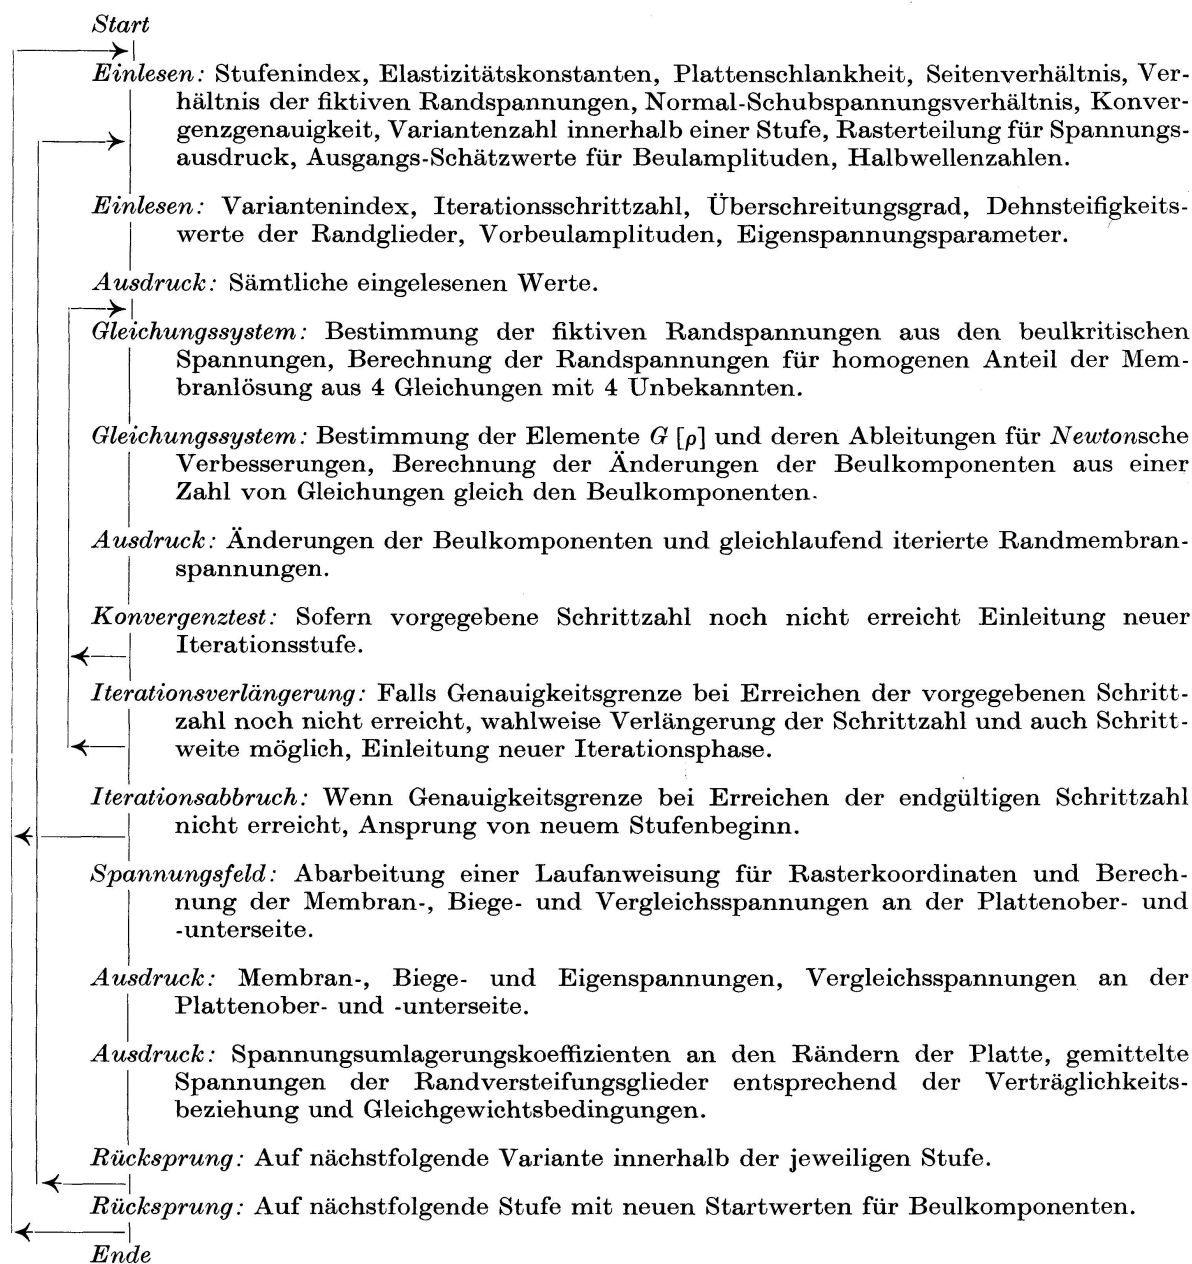 Start
Einlesen: Stufenindex, Elastizitätskonstanten, Plattenschlankheit, Seitenverhältnis, Ver-
hältnis der fiktiven Randspannungen, Normal-Schubspannungsverhältnis, Konver-
genzgenauigkeit, Variantenzahl innerhalb einer Stufe, Rasterteilung für Spannungs-
ausdruck, Ausgangs-Schätzwerte für Beulamplituden, Halbwellenzahlen.
Einlesen: Variantenindex, Iterationsschrittzahl, Überschreitungsgrad, Dehnsteifigkeits-
werte der Randglieder, Vorbeulamplituden, Eigenspannungsparameter.
Ausdruck: Sämtliche eingelesenen Werte.
Gleichungssystem: Bestimmung der fiktiven Randspannungen aus den beulkritischen
Spannungen, Berechnung der Randspannungen für homogenen Anteil der Mem-
branlösung aus 4 Gleichungen mit 4 Unbekannten.
Gleichungssystem: Bestimmung der Elemente G [ρ] und deren Ableitungen für Newtonsche
Verbesserungen, Berechnung der Änderungen der Beulkomponenten aus einer
Zahl von Gleichungen gleich den Beulkomponenten.
Ausdruck: Änderungen der Beulkomponenten und gleichlaufend iterierte Randmembran-
spannungen.
Konvergenztest: Sofern vorgegebene Schrittzahl noch nicht erreicht Einleitung neuer
Iterationsstufe.
Iterationsverlängerung: Falls Genauigkeitsgrenze bei Erreichen der vorgegebenen Schritt-
zahl noch nicht erreicht, wahlweise Verlängerung der Schrittzahl und auch Schritt-
weite möglich, Einleitung neuer Iterationsphase.
Iterationsabbruch: Wenn Genauigkeitsgrenze bei Erreichen der endgültigen Schrittzahl
nicht erreicht, Ansprung von neuem Stufenbeginn.
Spannungsfeld: Abarbeitung einer Laufanweisung für Rasterkoordinaten und Berech-
nung der Membran-, Biege- und Vergleichsspannungen an der Plattenober- und
-unterseite.
Ausdruck: Membran-, Biege- und Eigenspannungen, Vergleichsspannungen an der
Plattenober- und -unterseite.
Ausdruck: Spannungsumlagerungskoeffizienten an den Rändern der Platte, gemittelte
Spannungen der Randversteifungsglieder entsprechend der Verträglichkeits-
beziehung und Gleichgewichtsbedingungen.
Rücksprung: Auf nächstfolgende Variante innerhalb der jeweiligen Stufe.
Rücksprung: Auf nächstfolgende Stufe mit neuen Startwerten für Beulkomponenten.
Ende